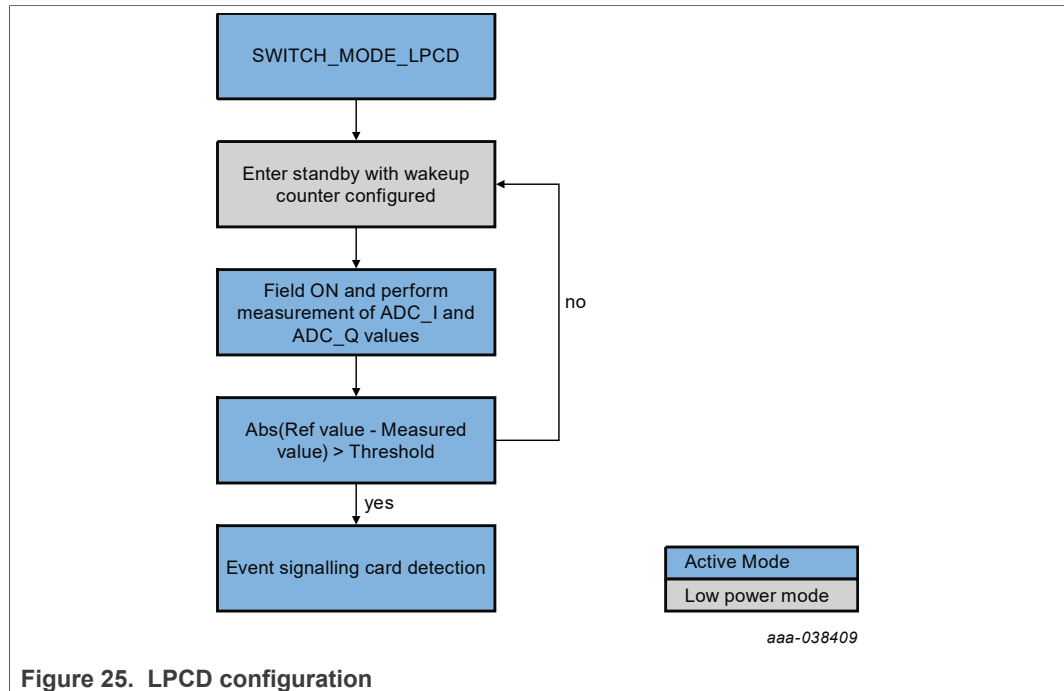 SWITCH_MODE_LPCD
Enter standby with wakeup
counter configured
Field ON and perform
measurement of ADC_I and
ADC_Q values
no
Abs(Ref value - Measured
value) > Threshold
yes
Event signalling card detection
Active Mode
Low power mode
aaa-038409
Figure 25. LPCD configuration